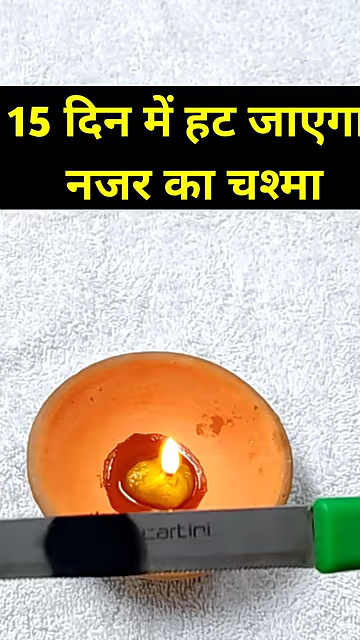 15 दिन में हट जाएगा
नजर का चश्मा
cartini